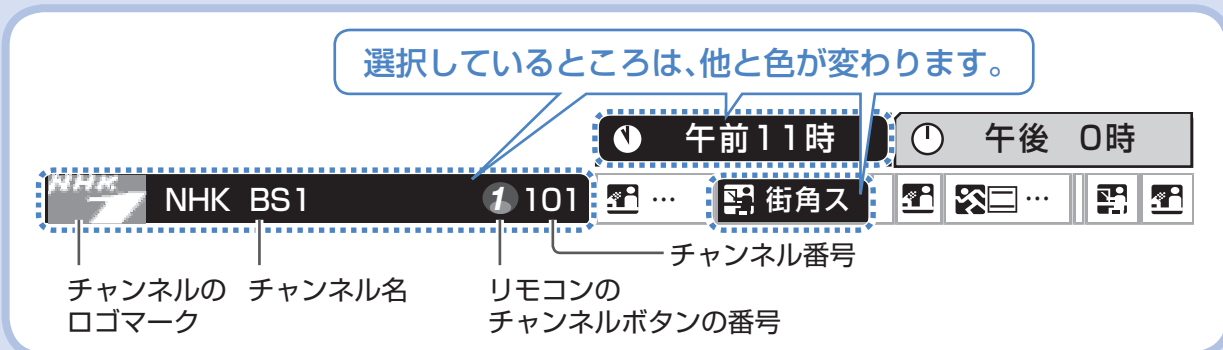 選択しているところは、他と色が変わります。
午前11時 午後 0時
NHK
NHK BS1 1 101 … 街角ス …
チャンネル番号
チャンネルの
ロゴマーク
チャンネル名
リモコンの
チャンネルボタンの番号